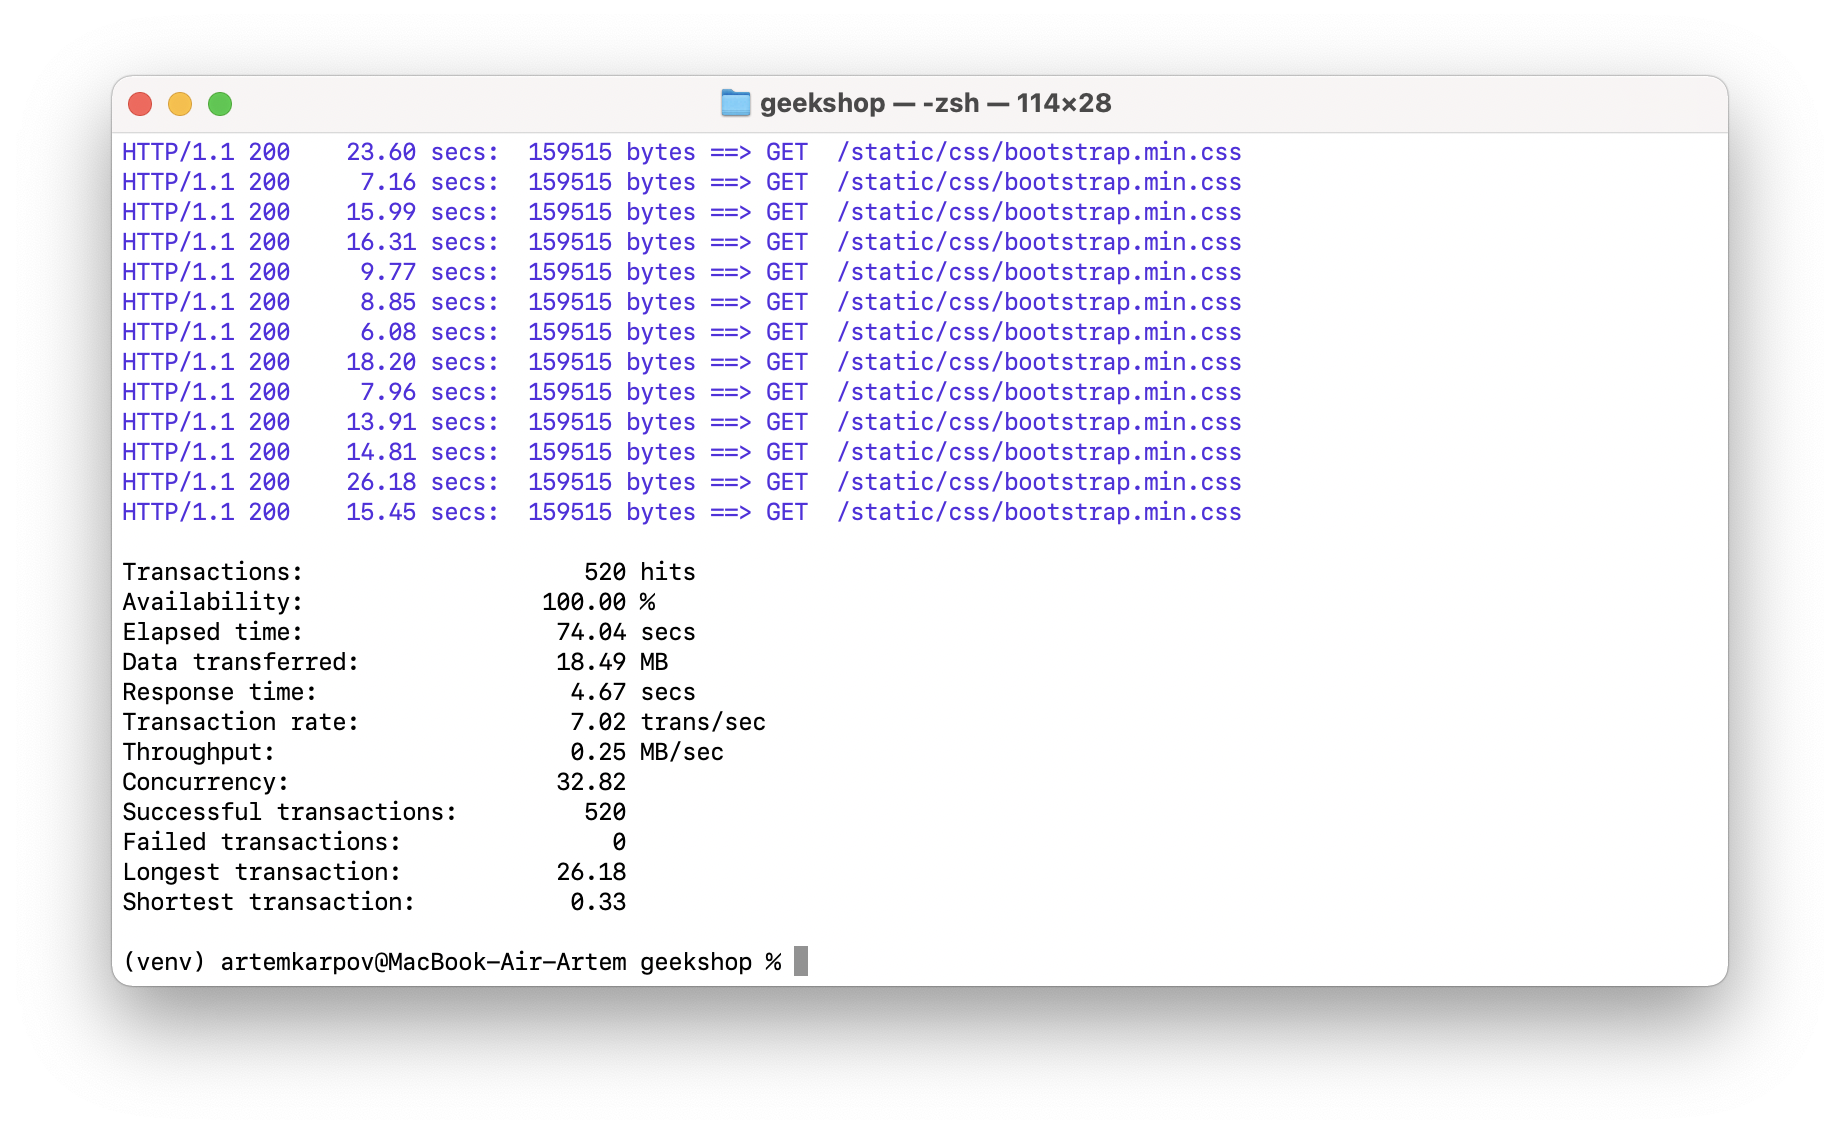 geekshop — -zsh — 114×28
HTTP/1.1 200    23.60 secs:  159515 bytes ==> GET  /static/css/bootstrap.min.css
HTTP/1.1 200     7.16 secs:  159515 bytes ==> GET  /static/css/bootstrap.min.css
HTTP/1.1 200    15.99 secs:  159515 bytes ==> GET  /static/css/bootstrap.min.css
HTTP/1.1 200    16.31 secs:  159515 bytes ==> GET  /static/css/bootstrap.min.css
HTTP/1.1 200     9.77 secs:  159515 bytes ==> GET  /static/css/bootstrap.min.css
HTTP/1.1 200     8.85 secs:  159515 bytes ==> GET  /static/css/bootstrap.min.css
HTTP/1.1 200     6.08 secs:  159515 bytes ==> GET  /static/css/bootstrap.min.css
HTTP/1.1 200    18.20 secs:  159515 bytes ==> GET  /static/css/bootstrap.min.css
HTTP/1.1 200     7.96 secs:  159515 bytes ==> GET  /static/css/bootstrap.min.css
HTTP/1.1 200    13.91 secs:  159515 bytes ==> GET  /static/css/bootstrap.min.css
HTTP/1.1 200    14.81 secs:  159515 bytes ==> GET  /static/css/bootstrap.min.css
HTTP/1.1 200    26.18 secs:  159515 bytes ==> GET  /static/css/bootstrap.min.css
HTTP/1.1 200    15.45 secs:  159515 bytes ==> GET  /static/css/bootstrap.min.css
Transactions:                    520 hits
Availability:                 100.00 %
Elapsed time:                  74.04 secs
Data transferred:              18.49 MB
Response time:                  4.67 secs
Transaction rate:               7.02 trans/sec
Throughput:                     0.25 MB/sec
Concurrency:                   32.82
Successful transactions:         520
Failed transactions:               0
Longest transaction:           26.18
Shortest transaction:           0.33
(venv) artemkarpov@MacBook-Air-Artem geekshop %